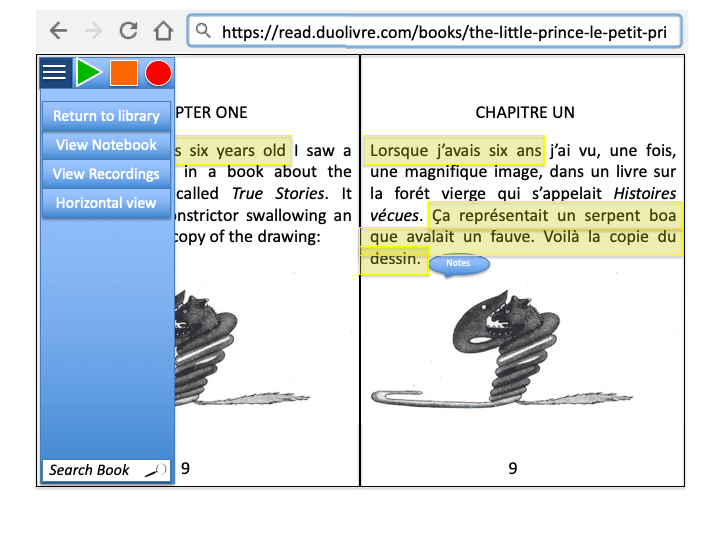 https://read.duolivre.com/books/the-little-prince-le-petit-pri
Return to library
View Notebook
View Recordings
Horizontal view
Search Book
PTER ONE
s six years old I saw a
in a book about the
called True Stories. It
nstrictor swallowing an
copy of the drawing:
9
CHAPITRE UN
Lorsque j’avais six ans j’ai vu, une fois,
une magnifique image, dans un livre sur
la forêt vierge qui s’appelait Histoires
vécues. Ça représentait un serpent boa
que avalait un fauve. Voilà la copie du
dessin.
Notes
9